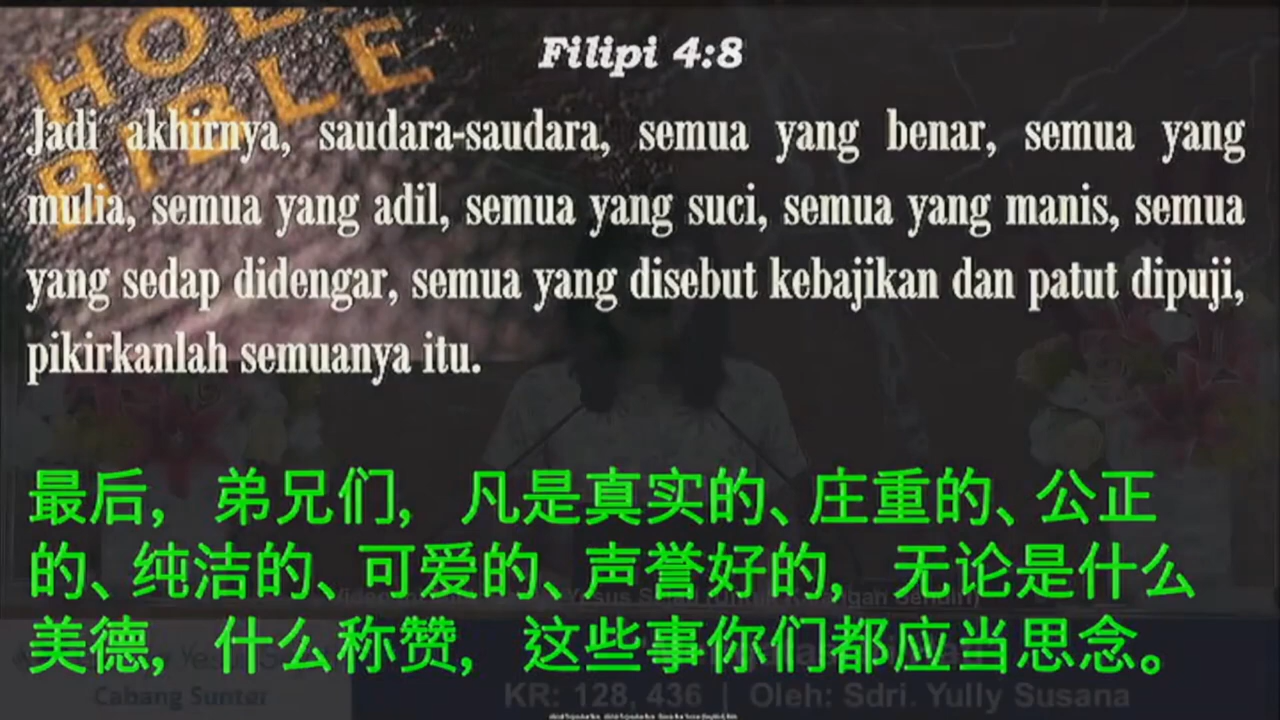 HOLY
BIBLE
Filipi 4:8
Jadi akhirnya, saudara-saudara, semua yang benar, semua yang
mulia, semua yang adil, semua yang suci, semua yang manis, semua
yang sedap didengar, semua yang disebut kebajikan dan patut dipuji,
pikirkanlah semuanya itu.
最后， 弟兄们， 凡是真实的、庄重的、公正
的、纯洁的、可爱的、声誉好的， 无论是什么
美德， 什么称赞， 这些事你们都应当思念。
Cabang Sunter
KR: 128, 436 | Oleh: Sdri. Yully Susana